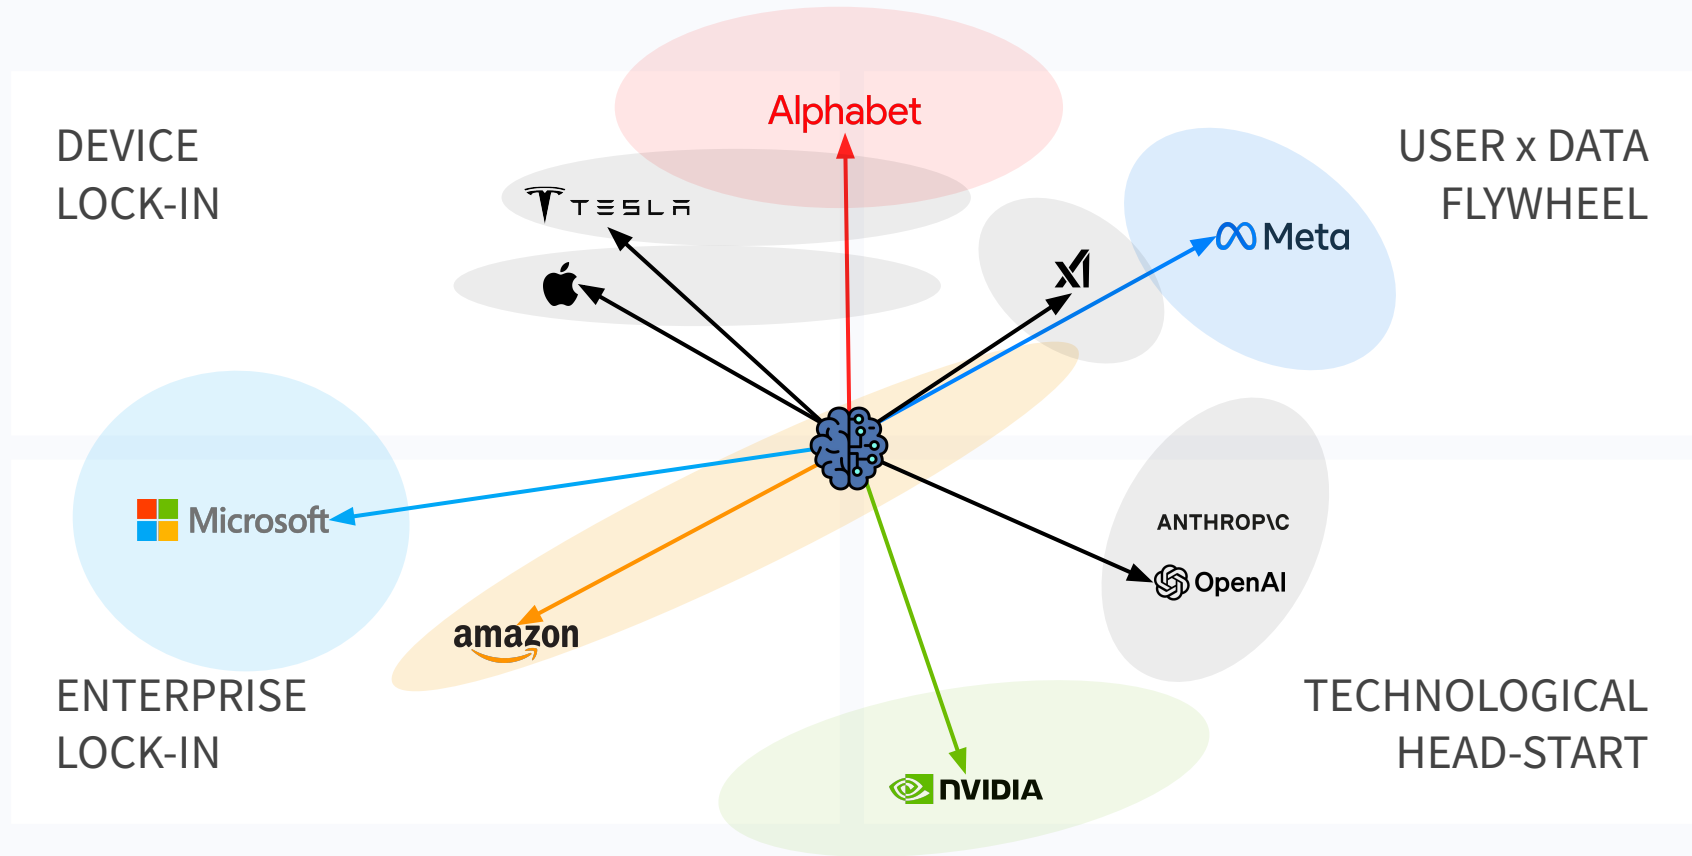 DEVICE
LOCK-IN
Alphabet
USER x DATA
FLYWHEEL
TESLA
Meta
xAI
Microsoft
ANTHROP\C
OpenAI
amazon
ENTERPRISE
LOCK-IN
TECHNOLOGICAL
HEAD-START
NVIDIA